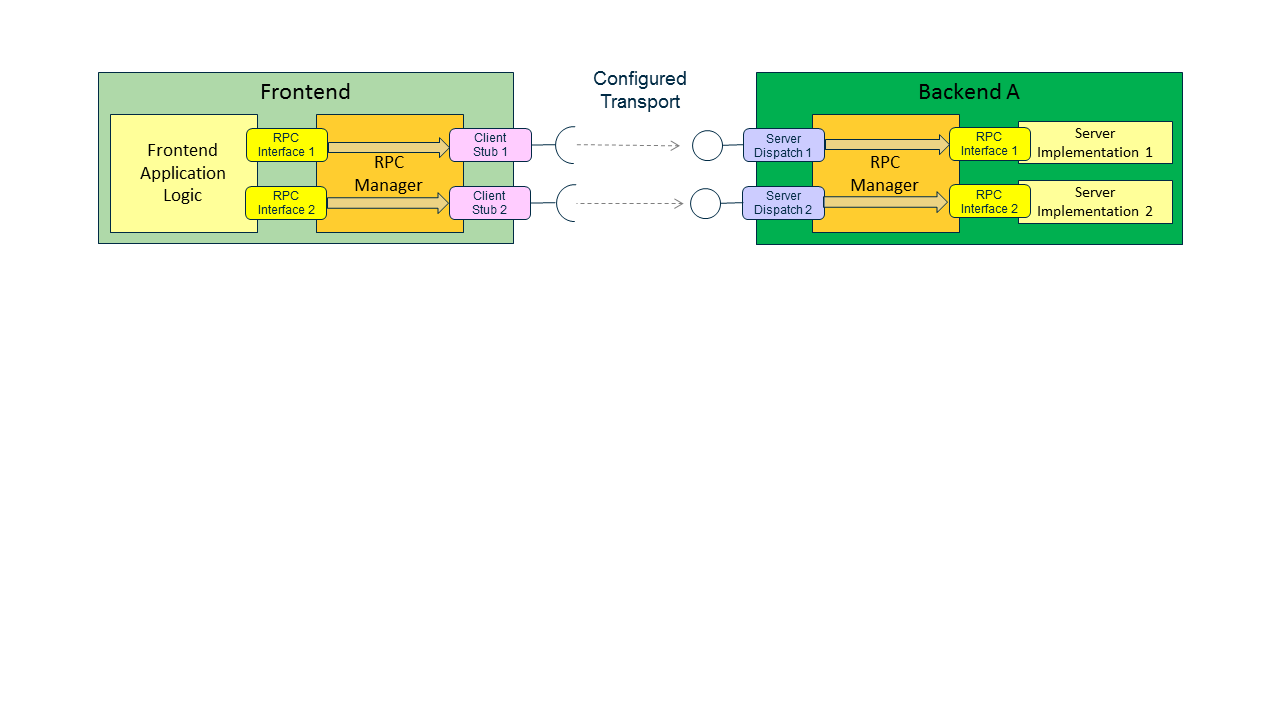 Configured
Transport
Frontend
Frontend
Application
Logic
RPC
Interface 1
RPC
Interface 2
RPC
Manager
Client
Stub 1
Client
Stub 2
Backend A
Server
Dispatch 1
Server
Dispatch 2
RPC
Manager
RPC
Interface 1
RPC
Interface 2
Server
Implementation 1
Server
Implementation 2